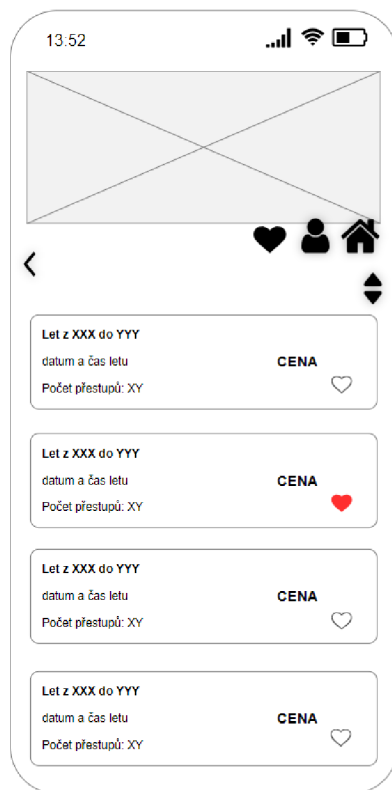 13:52
Let z XXX do YYY
datum a čas letu
CENA
Počet přestupů: XY
Let z XXX do YYY
datum a čas letu
CENA
Počet přestupů: XY
Let z XXX do YYY
datum a čas letu
CENA
Počet přestupů: XY
Let z XXX do YYY
datum a čas letu
CENA
Počet přestupů: XY